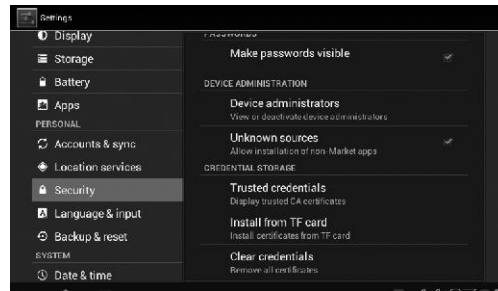 Settings
Display
Storage
Battery
Apps
PERSONAL
Accounts & sync
Location services
Security
Language & input
Backup & reset
SYSTEM
Date & time
PASSWORDS
Make passwords visible
DEVICE ADMINISTRATION
Device administrators
View or deactivate device administrators
Unknown sources
Allow installation of non-Market apps
CREDENTIAL STORAGE
Trusted credentials
Display trusted CA certificates
Install from TF card
Install certificates from TF card
Clear credentials
Remove all certificates